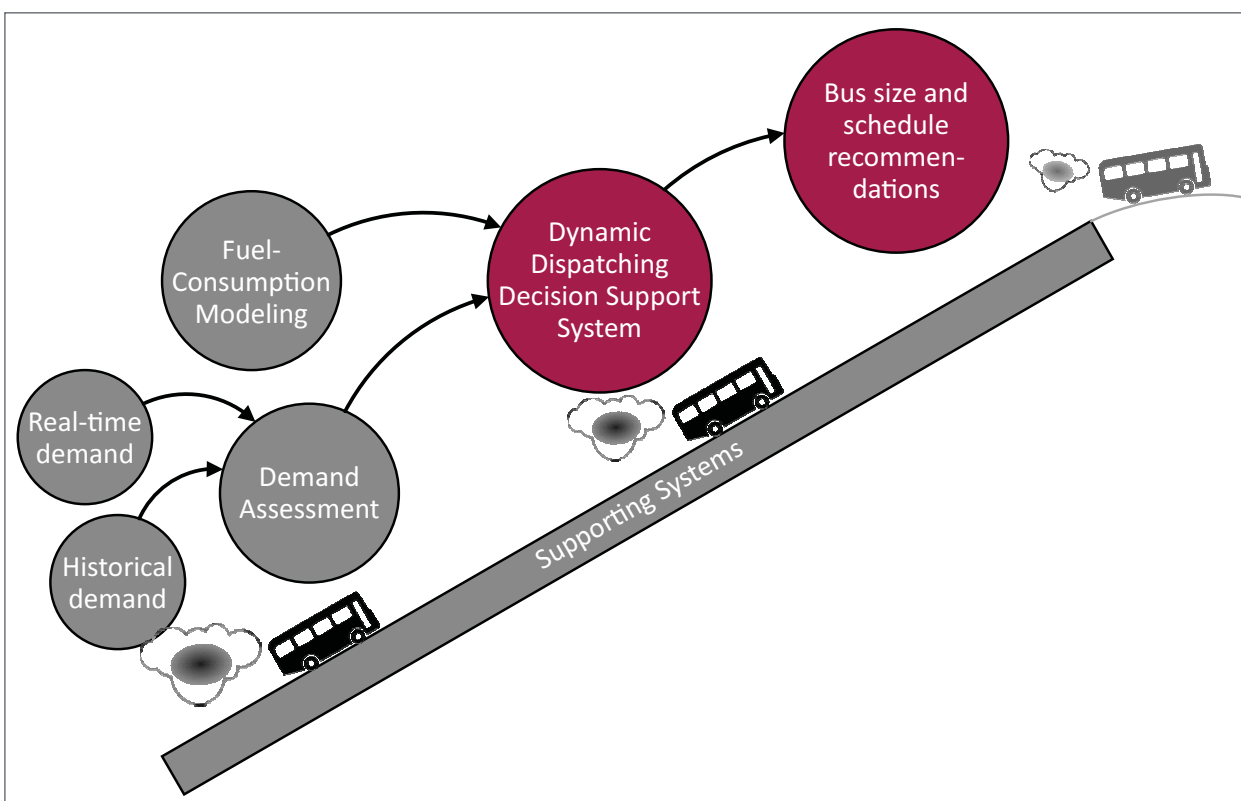 Bus size and
schedule
recommen-
dations
Dynamic
Dispatching
Decision Support
System
Fuel-
Consumption
Modeling
Real-time
demand
Demand
Assessment
Historical
demand
Supporting Systems